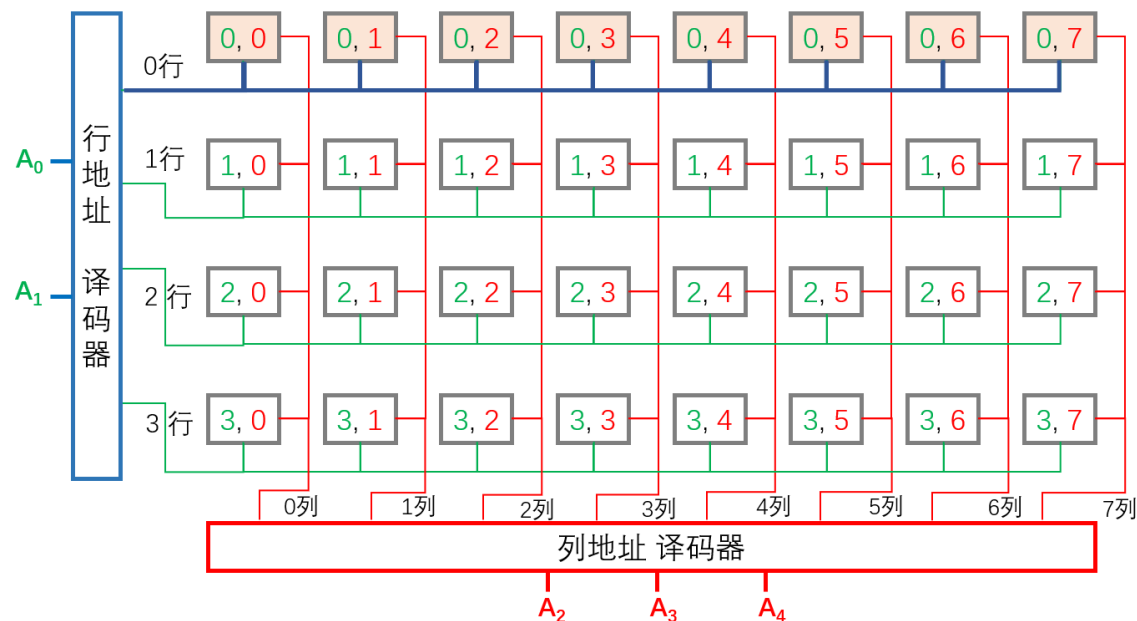 0, 0 0, 1 0, 2 0, 3 0, 4 0, 5 0, 6 0, 7
0行
行地址 译码器
A₀
1行
1, 0 1, 1 1, 2 1, 3 1, 4 1, 5 1, 6 1, 7
A₁
2 行
2, 0 2, 1 2, 2 2, 3 2, 4 2, 5 2, 6 2, 7
3 行
3, 0 3, 1 3, 2 3, 3 3, 4 3, 5 3, 6 3, 7
0列 1列 2列 3列 4列 5列 6列 7列
列地址 译码器
A₂ A₃ A₄